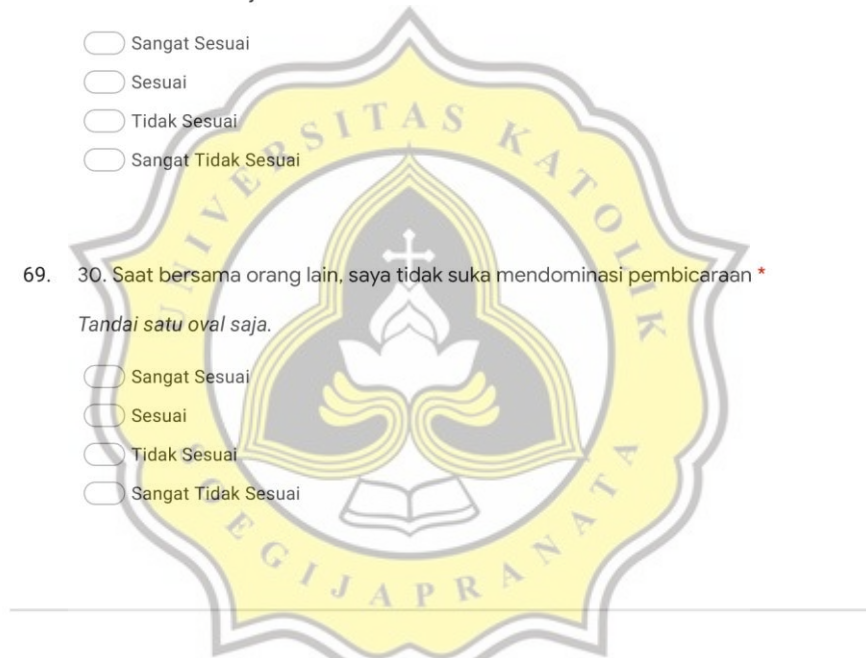 Sangat Sesuai
Sesuai
Tidak Sesuai
Sangat Tidak Sesuai
69. 30. Saat bersama orang lain, saya tidak suka mendominasi pembicaraan *
Tandai satu oval saja.
Sangat Sesuai
Sesuai
Tidak Sesuai
Sangat Tidak Sesuai
UNIVERSITAS KATOLIK
SOEGIJAPRANATA